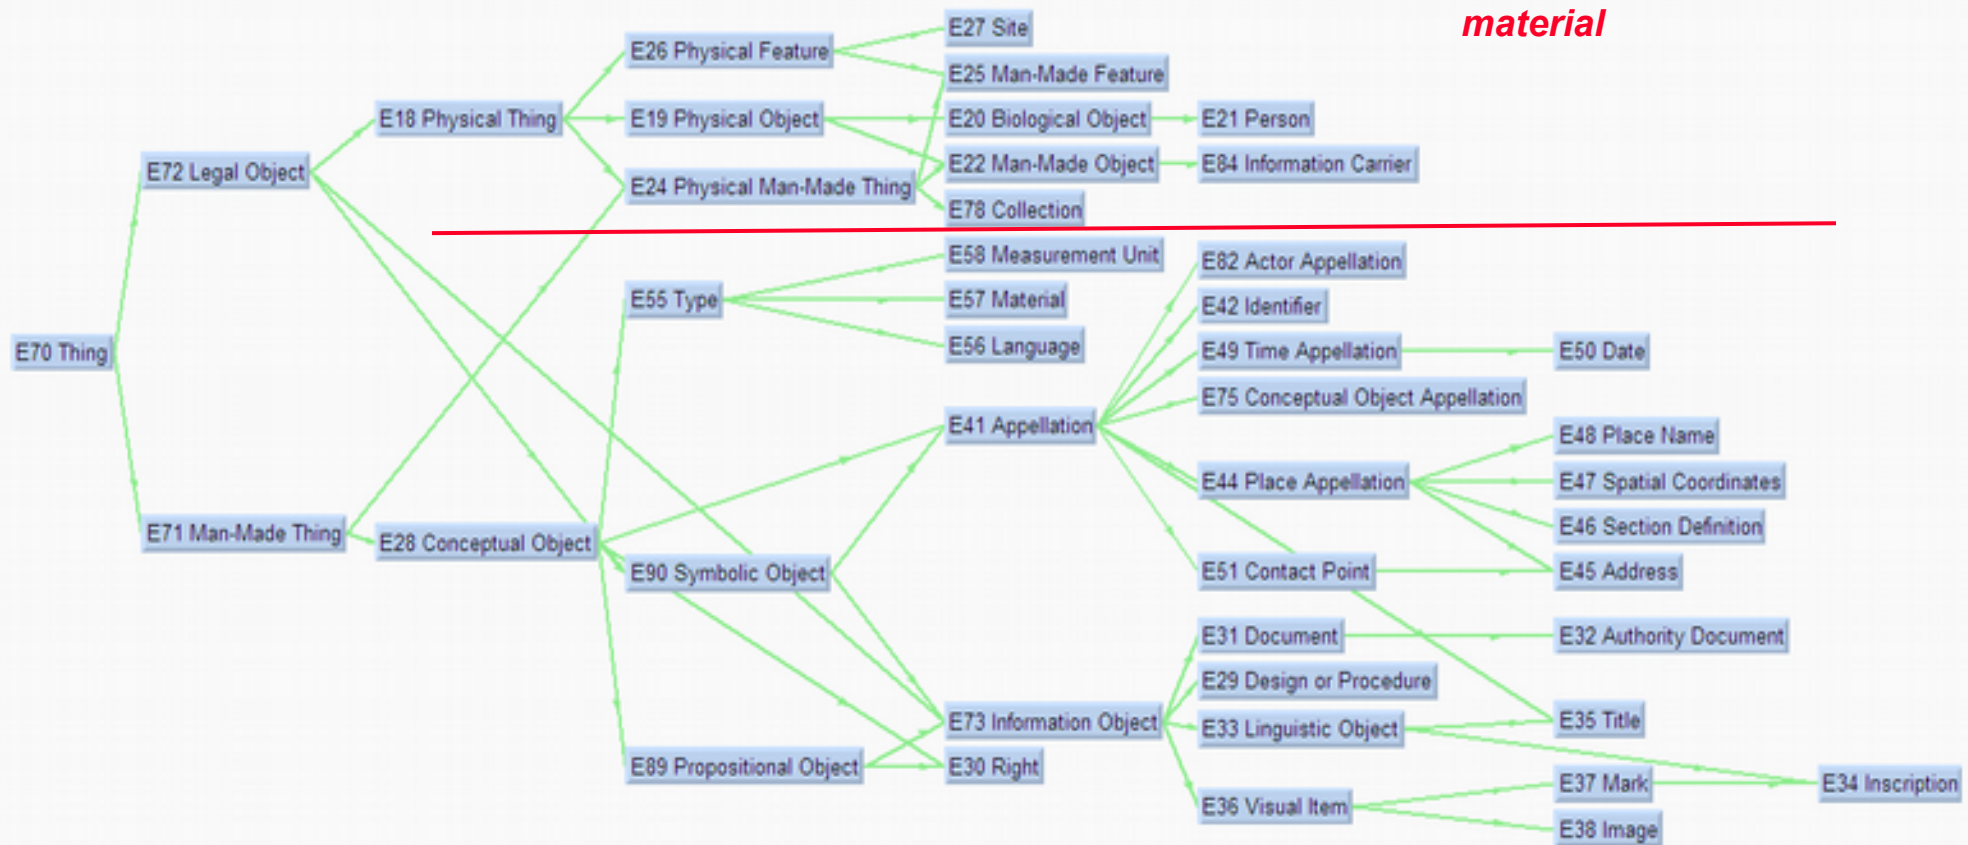 material
E27 Site
E26 Physical Feature
E25 Man-Made Feature
E18 Physical Thing
E19 Physical Object
E20 Biological Object
E21 Person
E72 Legal Object
E22 Man-Made Object
E84 Information Carrier
E24 Physical Man-Made Thing
E78 Collection
E58 Measurement Unit
E82 Actor Appellation
E55 Type
E57 Material
E42 Identifier
E70 Thing
E56 Language
E49 Time Appellation
E50 Date
E75 Conceptual Object Appellation
E41 Appellation
E48 Place Name
E44 Place Appellation
E47 Spatial Coordinates
E71 Man-Made Thing
E28 Conceptual Object
E46 Section Definition
E90 Symbolic Object
E51 Contact Point
E45 Address
E31 Document
E32 Authority Document
E29 Design or Procedure
E73 Information Object
E33 Linguistic Object
E35 Title
E89 Propositional Object
E30 Right
E37 Mark
E34 Inscription
E36 Visual Item
E38 Image